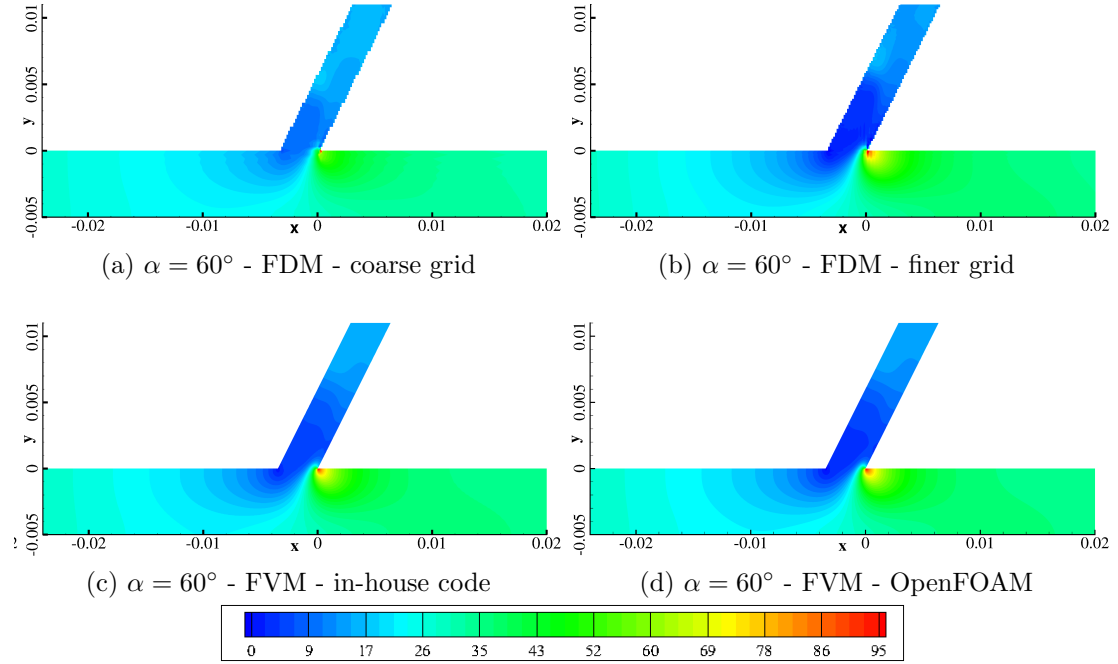 0.01
0.005
y
0
-0.005
-0.02
-0.01
x
0
0.01
0.02
(a) α = 60° - FDM - coarse grid
0.01
0.005
y
0
-0.005
-0.02
-0.01
x
0
0.01
0.02
(b) α = 60° - FDM - finer grid
0.01
0.005
y
0
-0.005
-0.02
-0.01
x
0
0.01
0.02
(c) α = 60° - FVM - in-house code
0.01
0.005
y
0
-0.005
-0.02
-0.01
x
0
0.01
0.02
(d) α = 60° - FVM - OpenFOAM
0 9 17 26 35 43 52 60 69 78 86 95